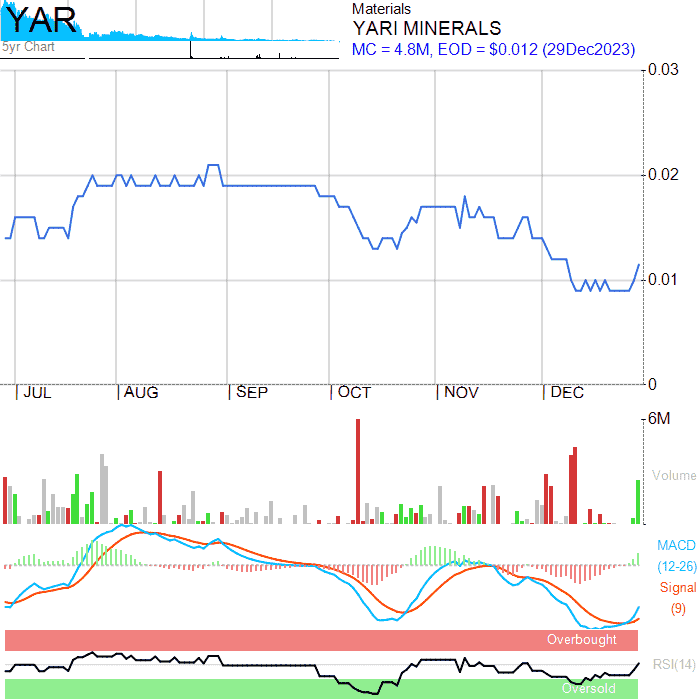 YAR
5yr Chart
Materials
YARI MINERALS
MC = 4.8M, EOD = $0.012 (29Dec2023)
0.03
0.02
0.01
0
JUL AUG SEP OCT NOV DEC
6M
Volume
MACD
(12-26)
Signal
(9)
Overbought
RSI(14)
Oversold